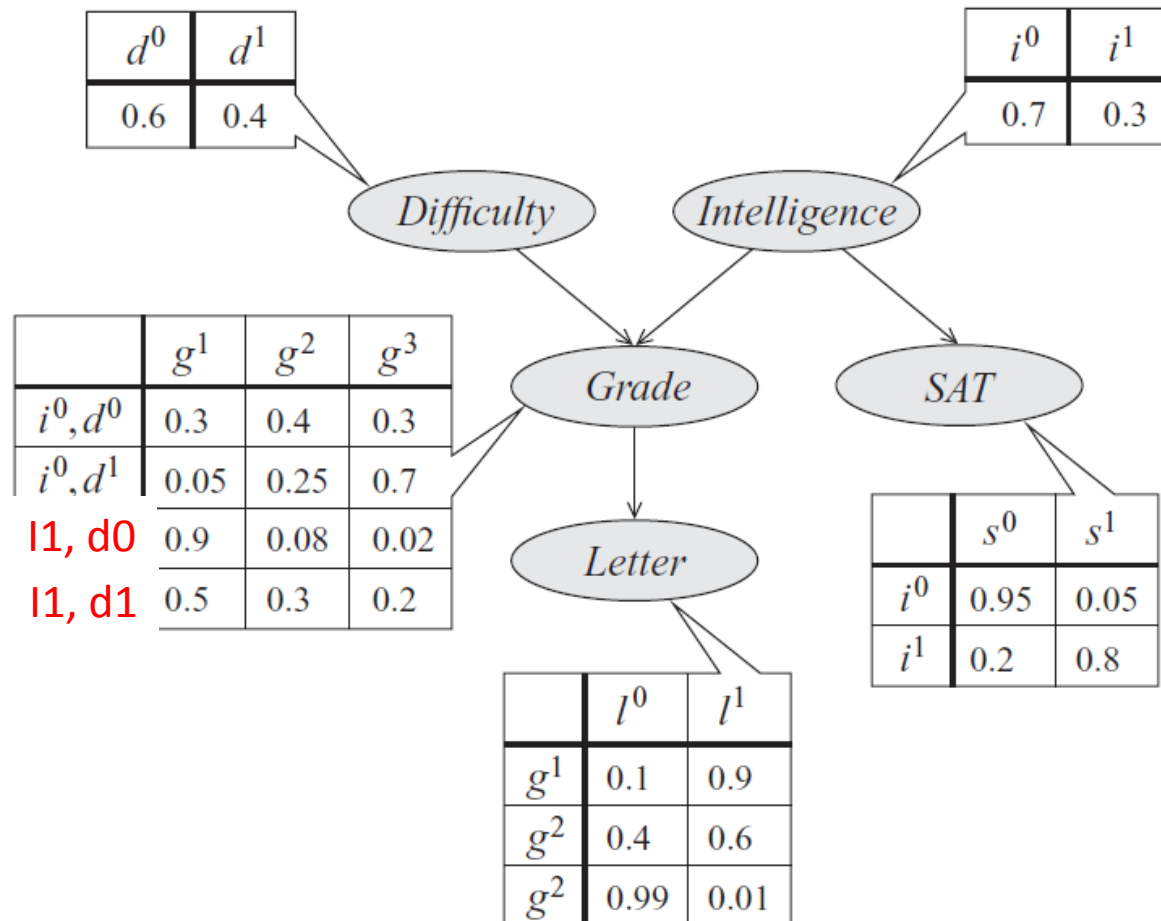 d⁰ d¹
0.6 0.4
i⁰ i¹
0.7 0.3
Difficulty
Intelligence
g¹ g² g³
i⁰,d⁰ 0.3 0.4 0.3
i⁰,d¹ 0.05 0.25 0.7
I1, d0 0.9 0.08 0.02
I1, d1 0.5 0.3 0.2
Grade
SAT
Letter
s⁰ s¹
i⁰ 0.95 0.05
i¹ 0.2 0.8
l⁰ l¹
g¹ 0.1 0.9
g² 0.4 0.6
g² 0.99 0.01